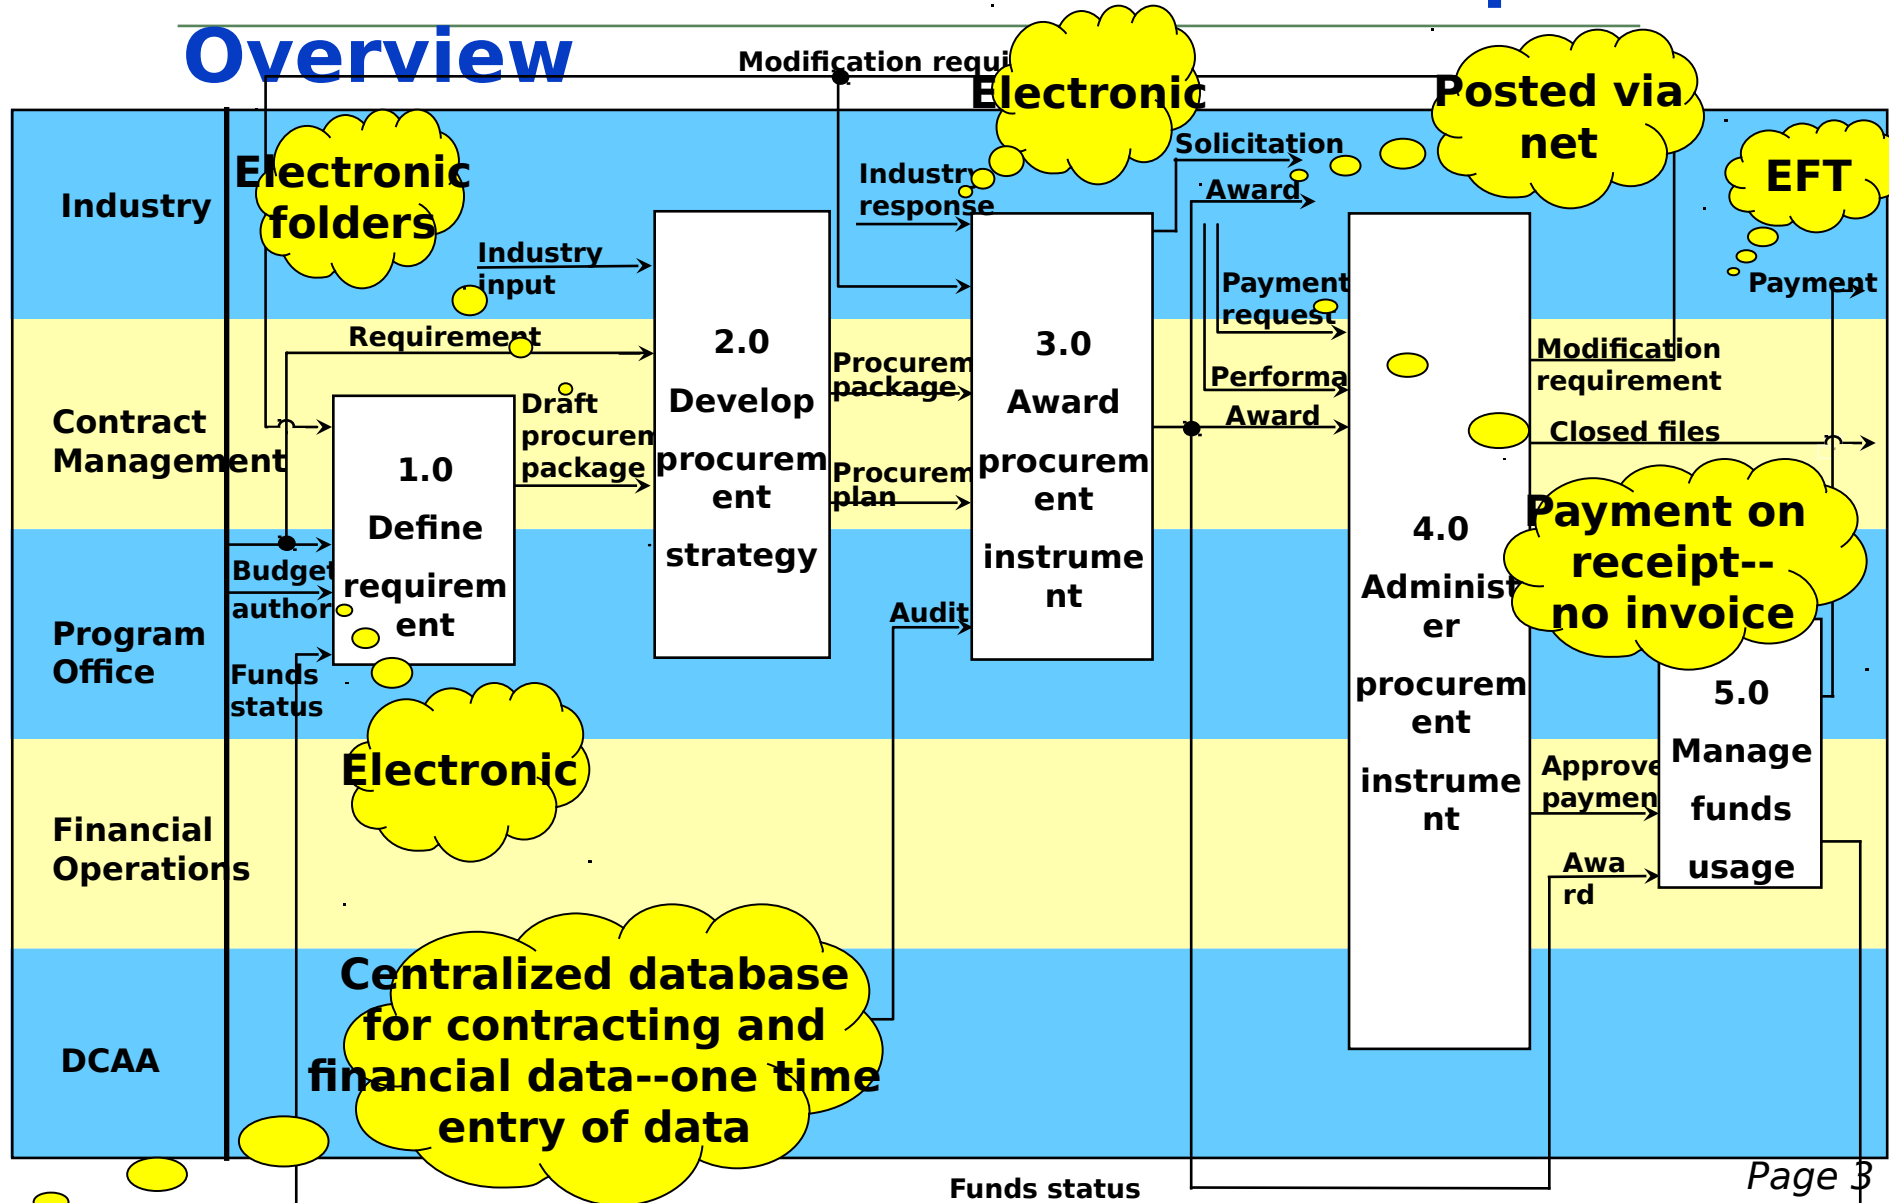 Overview
Modification requi
Electronic
Posted via
net
EFT
Electronic
folders
Industry
Industry
response
Solicitation
Award
Industry
input
Payment
request
Payment
Requirement
Contract
Management
Draft
procurem
package
Procurem
package
Procurem
plan
Performa
Award
Modification
requirement
Closed files
1.0
Define
requirem
ent
2.0
Develop
procurem
ent
strategy
3.0
Award
procurem
ent
instrume
nt
4.0
Administ
er
procurem
ent
instrume
nt
Payment on
receipt--
no invoice
Program
Office
Budget
author
Funds
status
Audit
5.0
Manage
funds
usage
Electronic
Financial
Operations
Approve
paymen
Awa
rd
DCAA
Centralized database
for contracting and
financial data--one time
entry of data
Funds status
Page 3